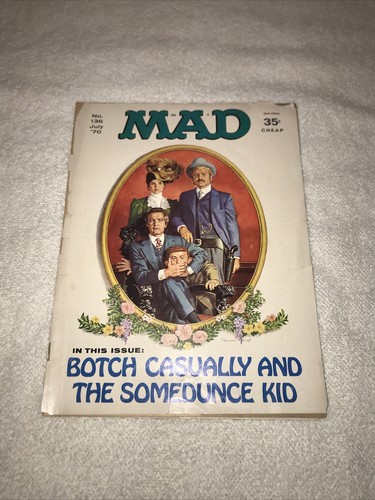 No.
136
July
'70
MAD
35¢
CHEAP
IN THIS ISSUE:
BOTCH CASUALLY AND
THE SOMEDUNCE KID